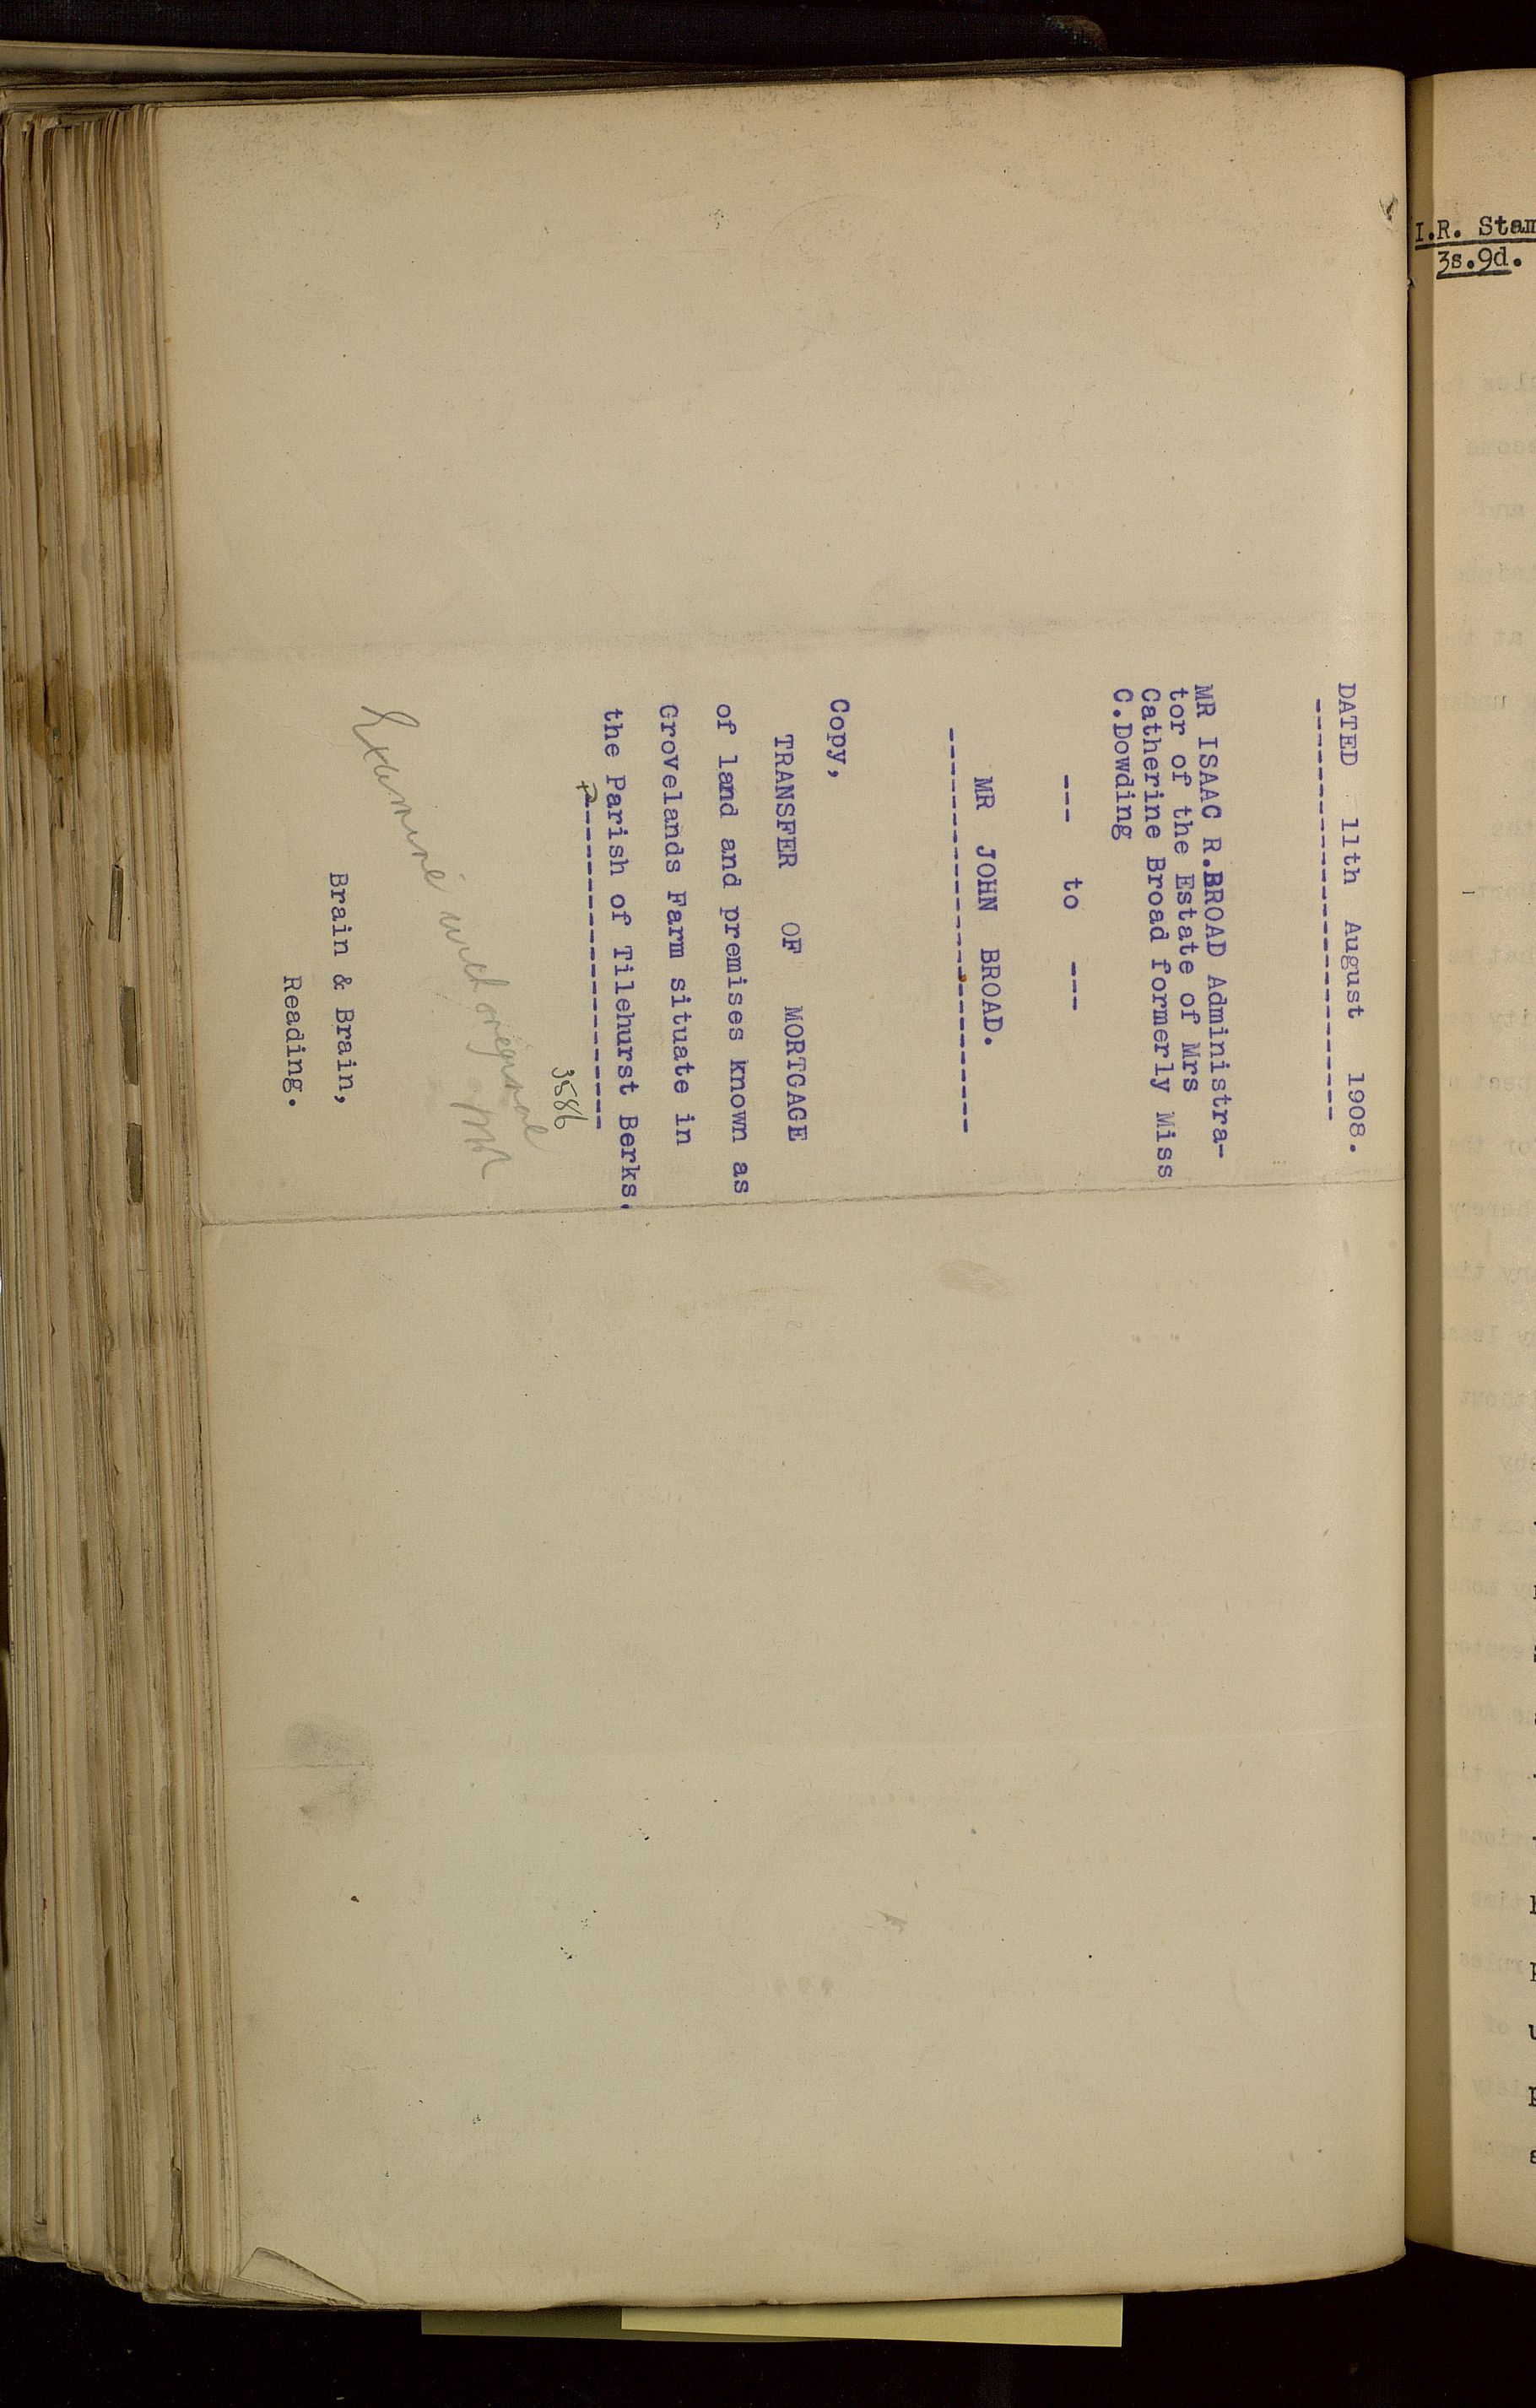 DATED 11th August 1908.
MR ISAAC R.BROAD Administra-
tor of the Estate of Mrs
Catherine Broad formerly Miss
C.Dowding
--- to ---
MR JOHN BROAD.
Copy,
TRANSFER OF MORTGAGE
of land and premises known as
Grovelands Farm situate in
the Parish of Tilehurst Berks.
3586
Examined with original
Brain & Brain,
Reading.
I.R. Stam
3s.9d.